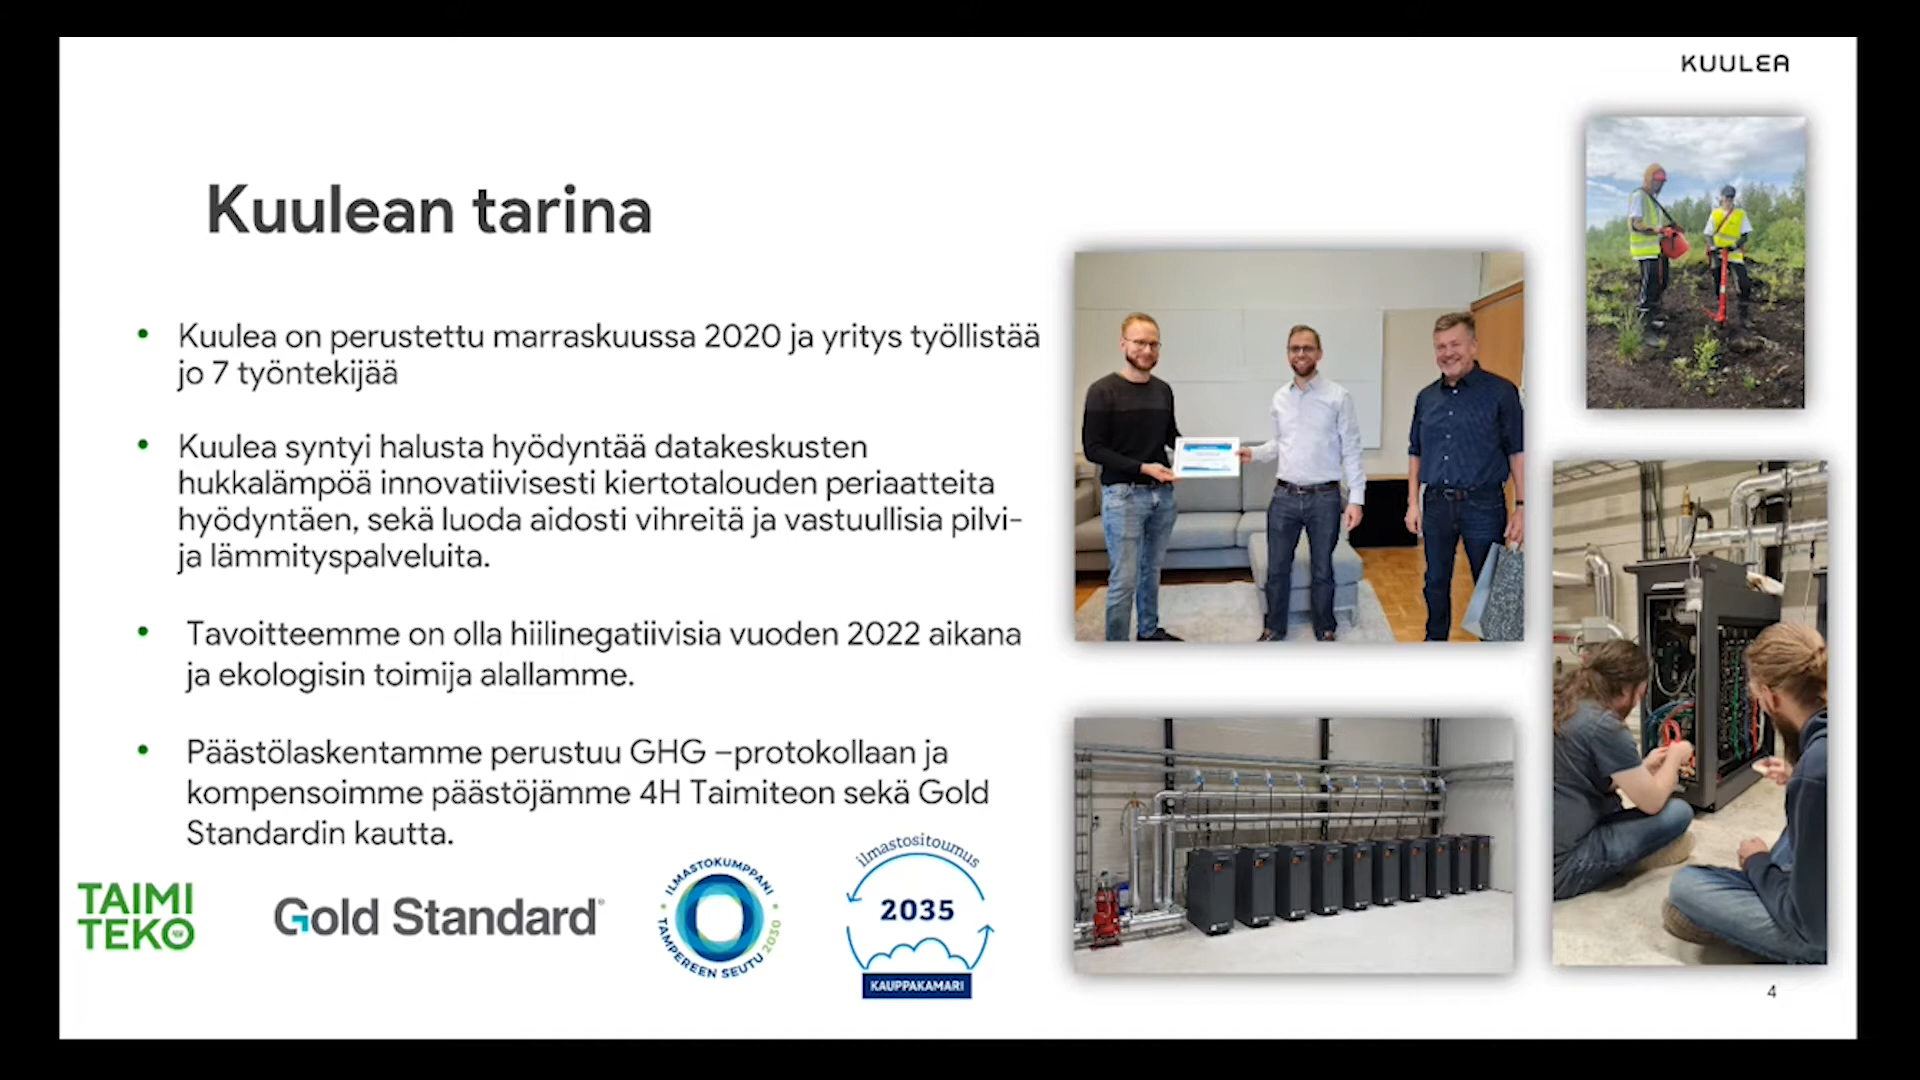 KUULEA
Kuulean tarina
• Kuulea on perustettu marraskuussa 2020 ja yritys työllistää
jo 7 työntekijää
• Kuulea syntyi halusta hyödyntää datakeskusten
hukkalämpöä innovatiivisesti kiertotalouden periaatteita
hyödyntäen, sekä luoda aidosti vihreitä ja vastuullisia pilvi-
ja lämmityspalveluita.
• Tavoitteemme on olla hiilinegatiivisia vuoden 2022 aikana
ja ekologisin toimija alallamme.
• Päästölaskentamme perustuu GHG –protokollaan ja
kompensoimme päästöjämme 4H Taimiteon sekä Gold
Standardin kautta.
TAIMI
TEKO
Gold Standard®
ILMASTOKUMPPANI
TAMPEREEN SEUTU 2030
ilmastositoumus
2035
KAUPPAKAMARI
4